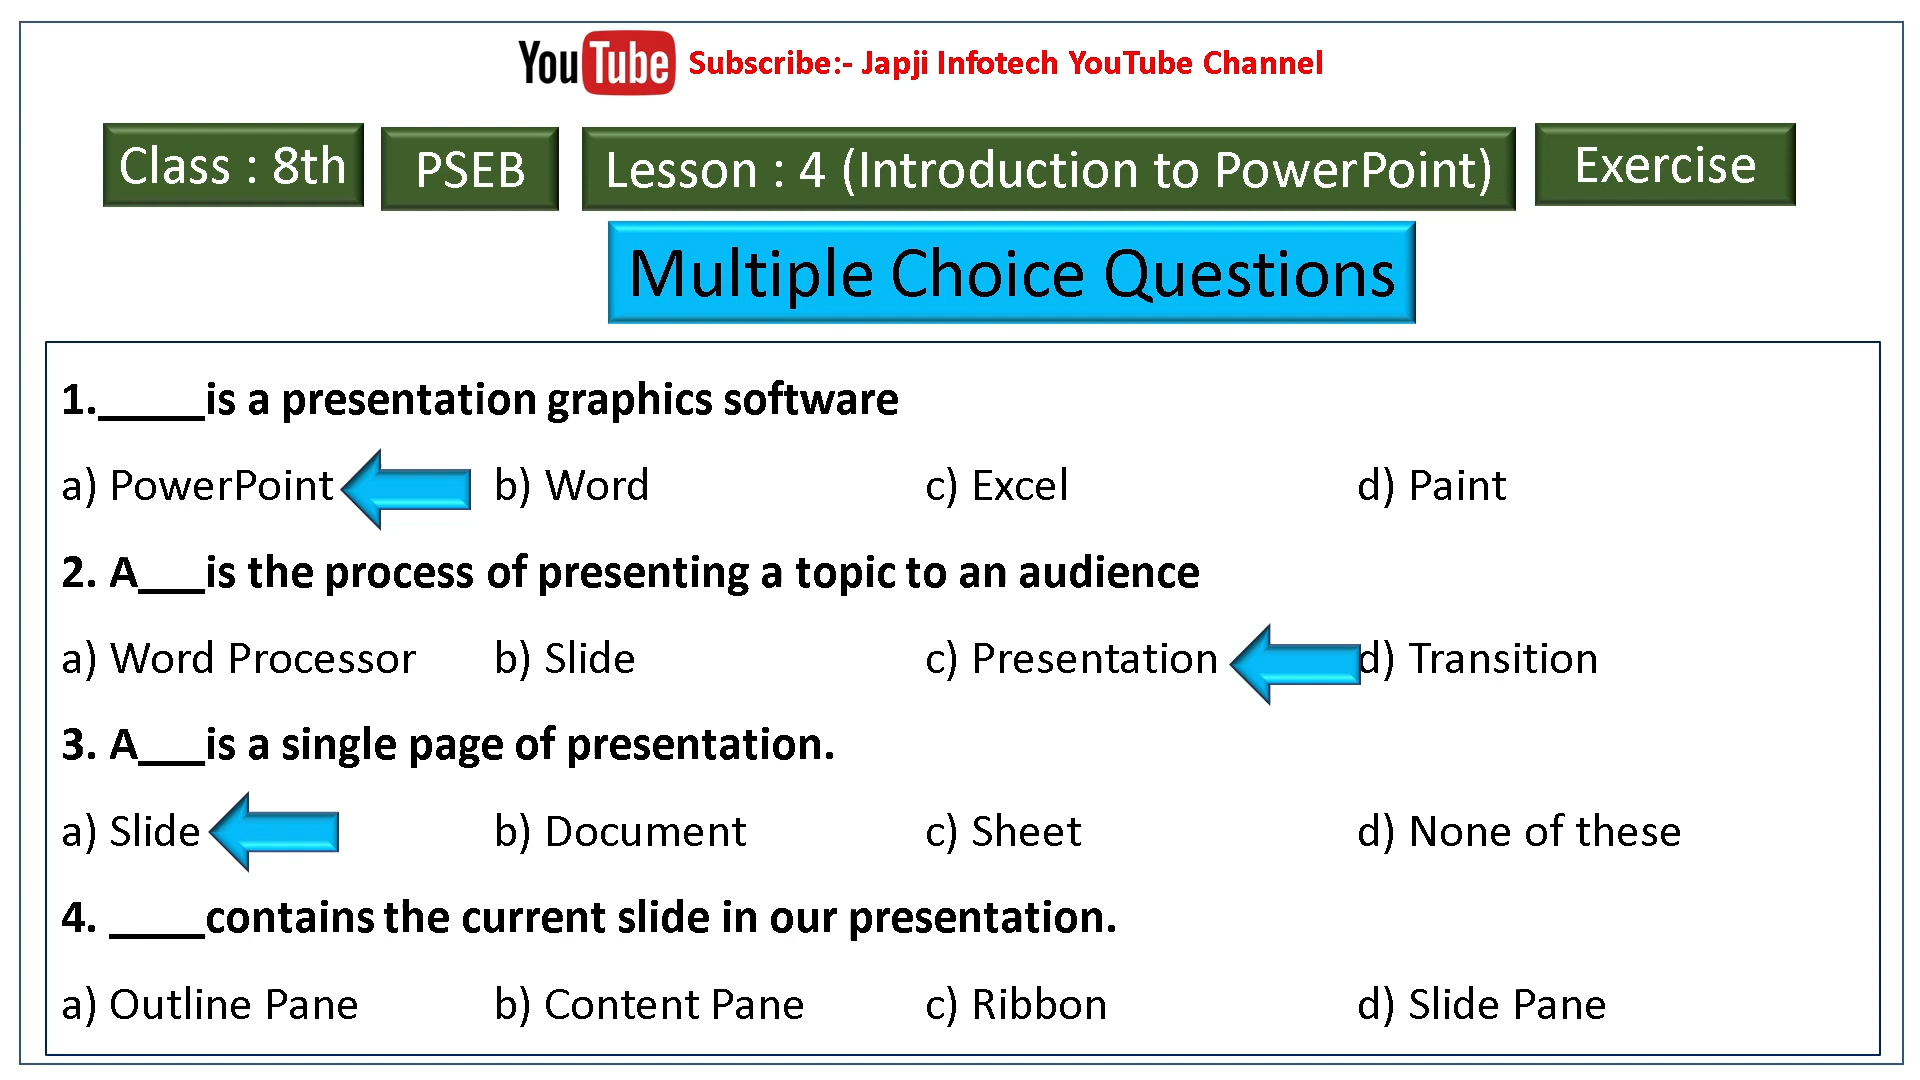 YouTube Subscribe:- Japji Infotech YouTube Channel
Class : 8th PSEB Lesson : 4 (Introduction to PowerPoint) Exercise
Multiple Choice Questions
1._____is a presentation graphics software
a) PowerPoint b) Word c) Excel d) Paint
2. A___is the process of presenting a topic to an audience
a) Word Processor b) Slide c) Presentation d) Transition
3. A___is a single page of presentation.
a) Slide b) Document c) Sheet d) None of these
4. ____contains the current slide in our presentation.
a) Outline Pane b) Content Pane c) Ribbon d) Slide Pane